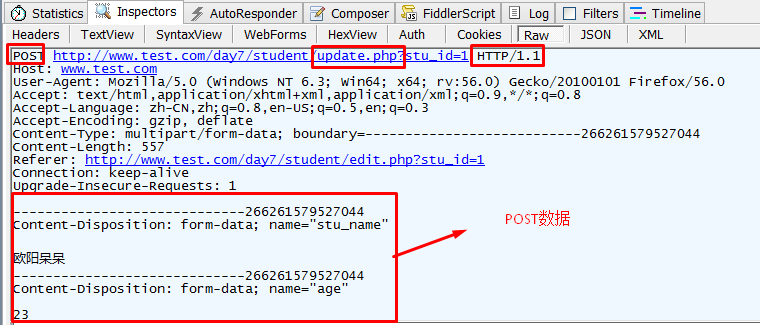 Statistics Inspectors AutoResponder Composer FiddlerScript Log Filters Timeline
Headers TextView SyntaxView WebForms HexView Auth Cookies Raw JSON XML
POST http://www.test.com/day7/student/update.php?stu_id=1 HTTP/1.1
Host: www.test.com
User-Agent: Mozilla/5.0 (Windows NT 6.3; Win64; x64; rv:56.0) Gecko/20100101 Firefox/56.0
Accept: text/html,application/xhtml+xml,application/xml;q=0.9,*/*;q=0.8
Accept-Language: zh-CN,zh;q=0.8,en-US;q=0.5,en;q=0.3
Accept-Encoding: gzip, deflate
Content-Type: multipart/form-data; boundary=---------------------------266261579527044
Content-Length: 557
Referer: http://www.test.com/day7/student/edit.php?stu_id=1
Connection: keep-alive
Upgrade-Insecure-Requests: 1
-----------------------------266261579527044
Content-Disposition: form-data; name="stu_name"
POST数据
欧阳呆呆
-----------------------------266261579527044
Content-Disposition: form-data; name="age"
23